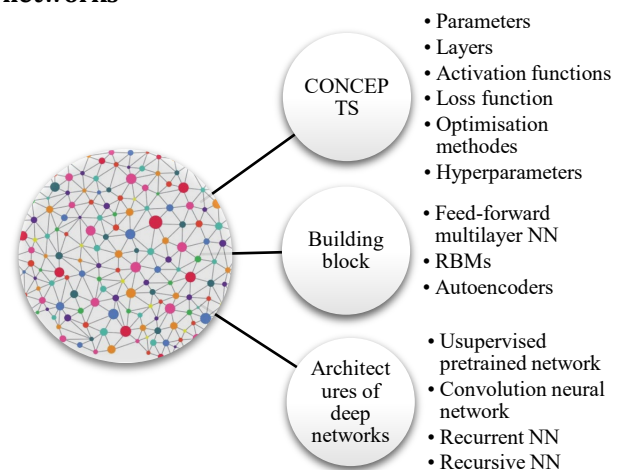 networks
CONCEP
TS
• Parameters
• Layers
• Activation functions
• Loss function
• Optimisation
methodes
• Hyperparameters
Building
block
• Feed-forward
multilayer NN
• RBMs
• Autoencoders
Architect
ures of
deep
networks
• Usupervised
pretrained network
• Convolution neural
network
• Recurrent NN
• Recursive NN